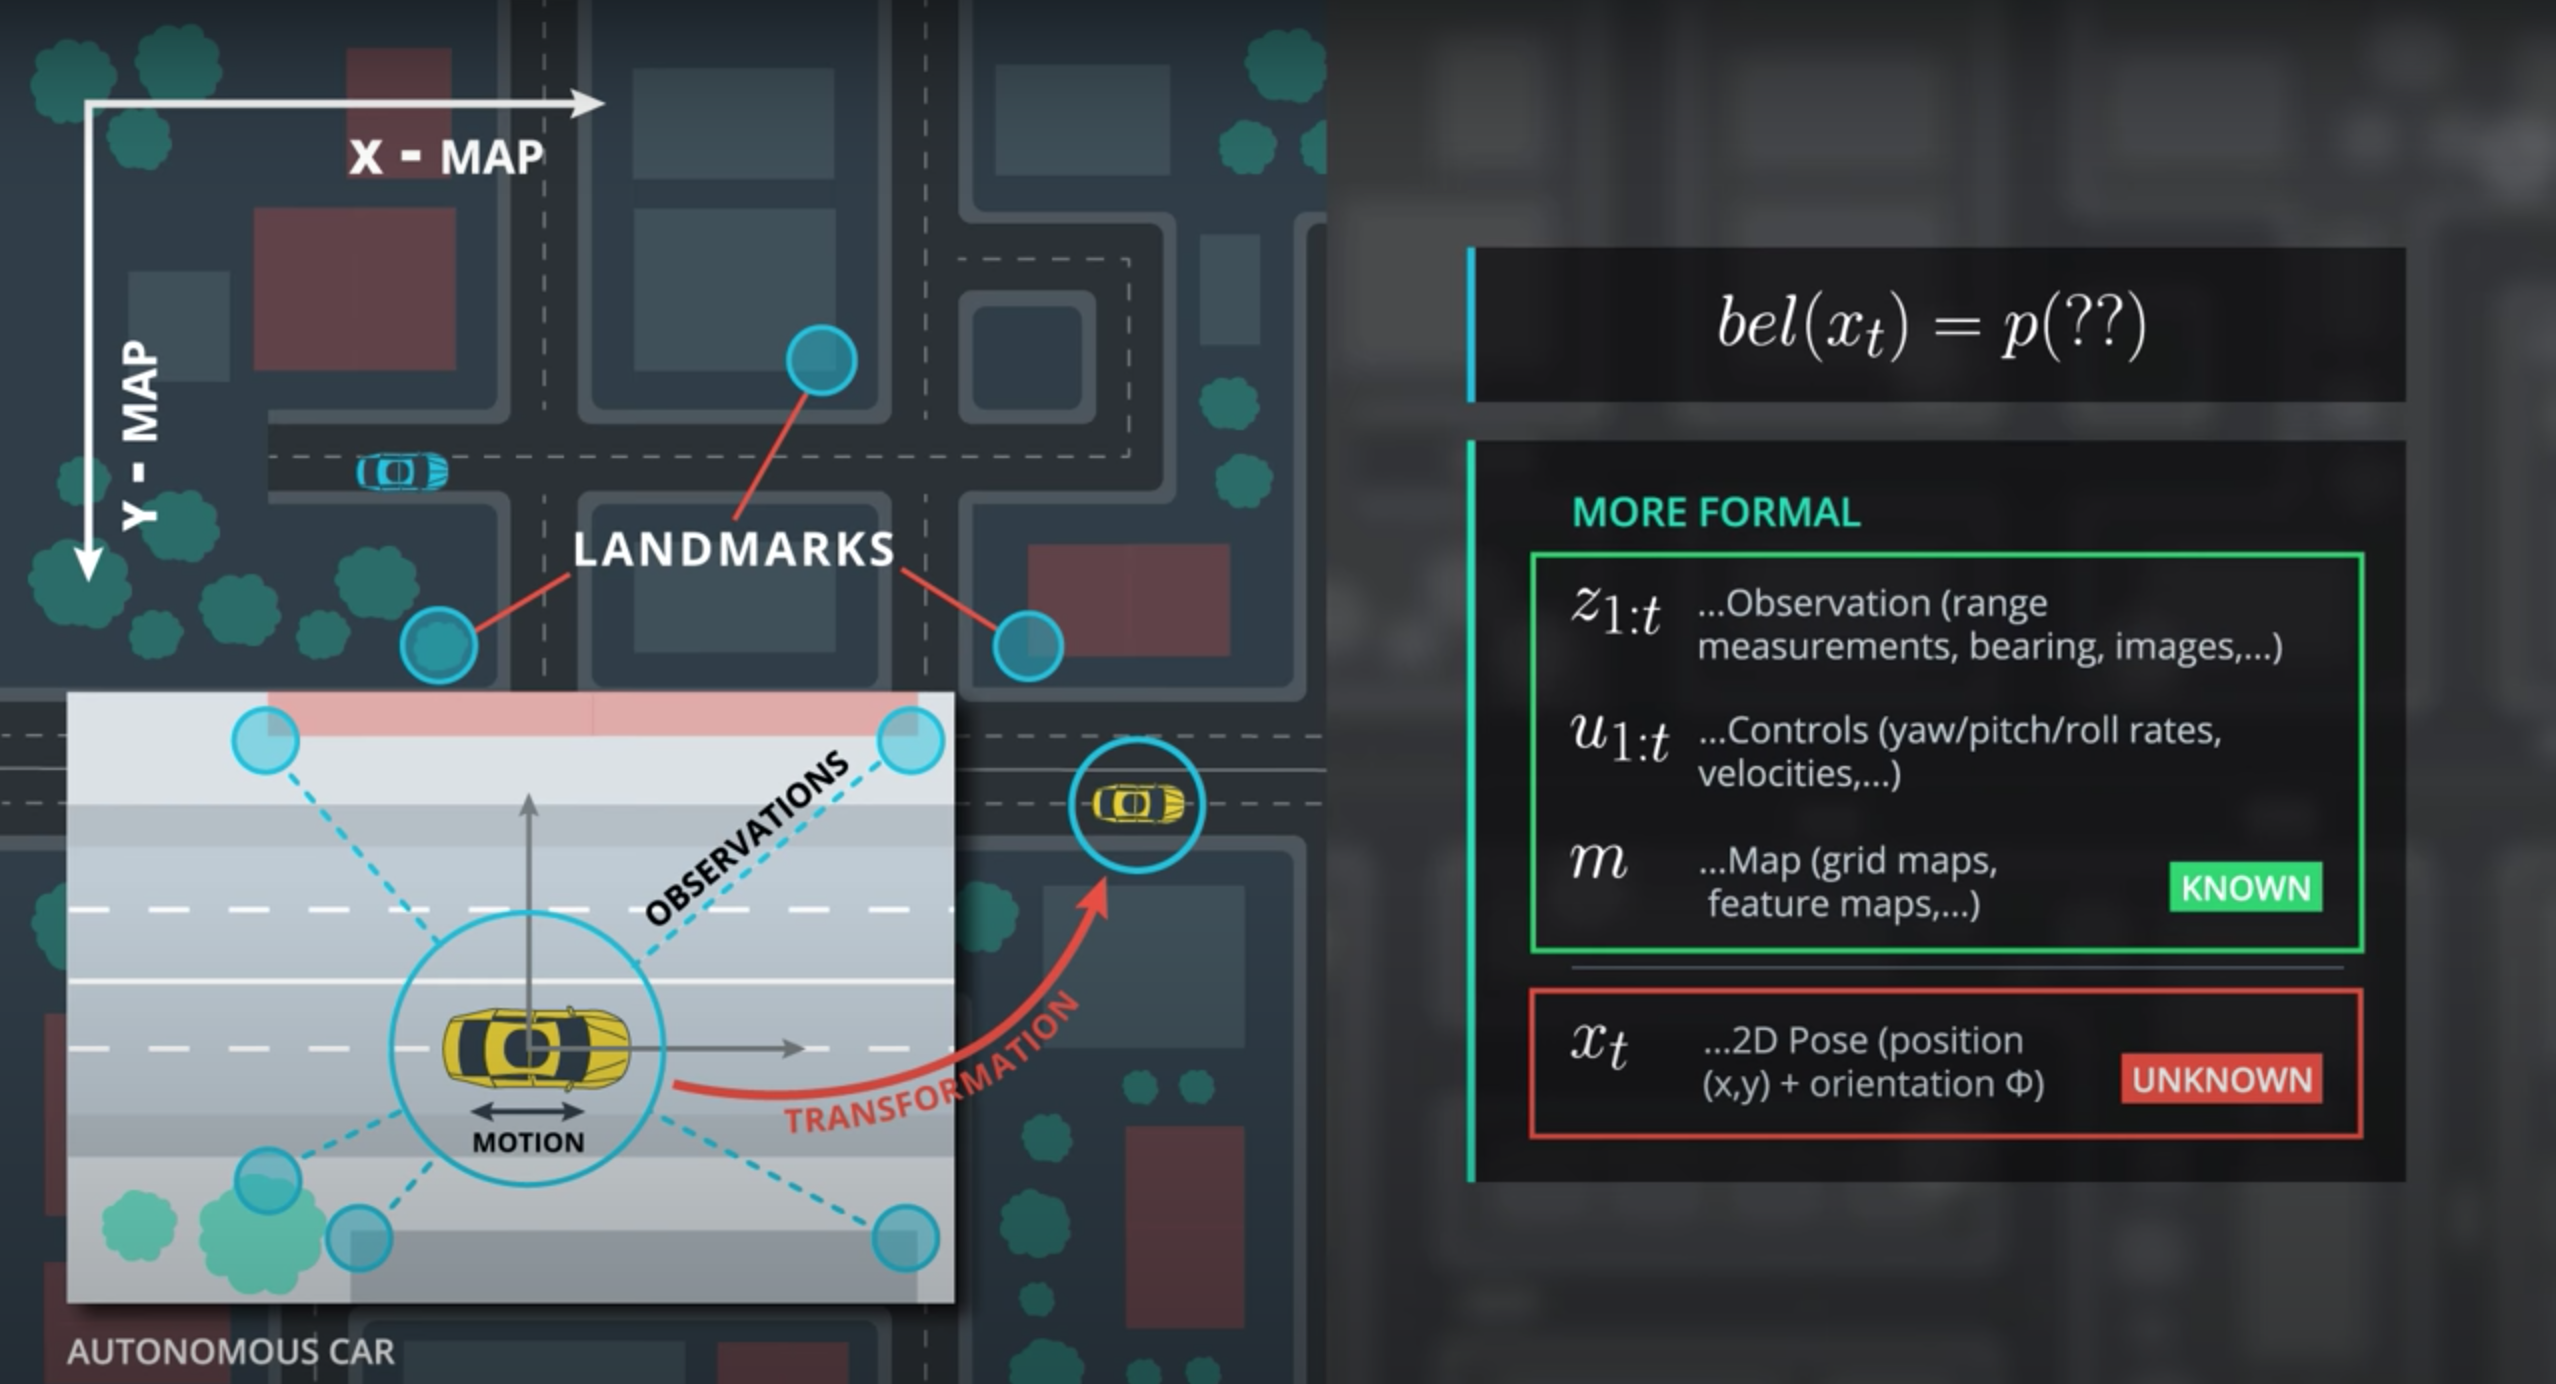 X - MAP
Y - MAP
LANDMARKS
OBSERVATIONS
MOTION
TRANSFORMATION
AUTONOMOUS CAR
bel(x_t) = p(??)
MORE FORMAL
z_{1:t} ...Observation (range
measurements, bearing, images,...)
u_{1:t} ...Controls (yaw/pitch/roll rates,
velocities,...)
m ...Map (grid maps,
feature maps,...)
KNOWN
x_t ...2D Pose (position
(x,y) + orientation Φ)
UNKNOWN